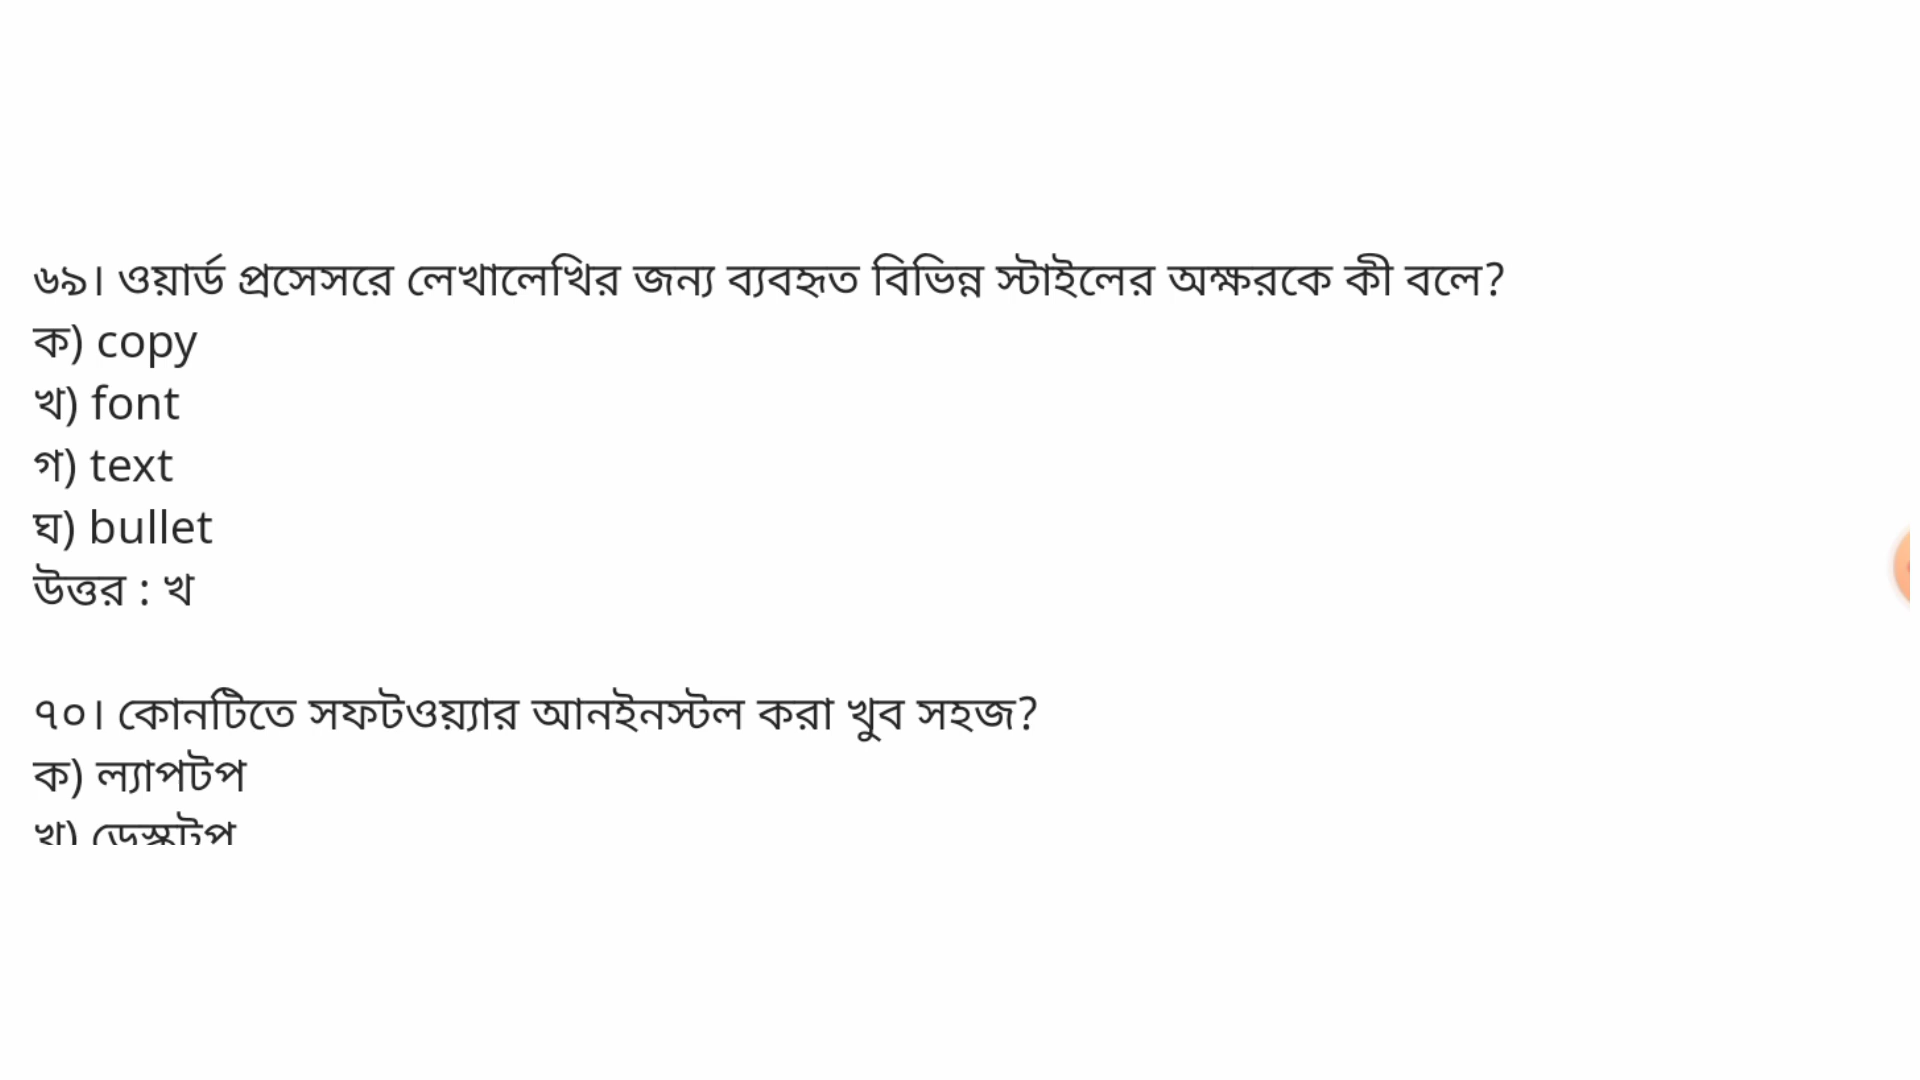 ৬৯। ওয়ার্ড প্রসেসরে লেখালেখির জন্য ব্যবহৃত বিভিন্ন স্টাইলের অক্ষরকে কী বলে?
ক) copy
খ) font
গ) text
ঘ) bullet
উত্তর : খ
৭০। কোনটিতে সফটওয়্যার আনইনস্টল করা খুব সহজ?
ক) ল্যাপটপ
খ) ডেস্কটপ